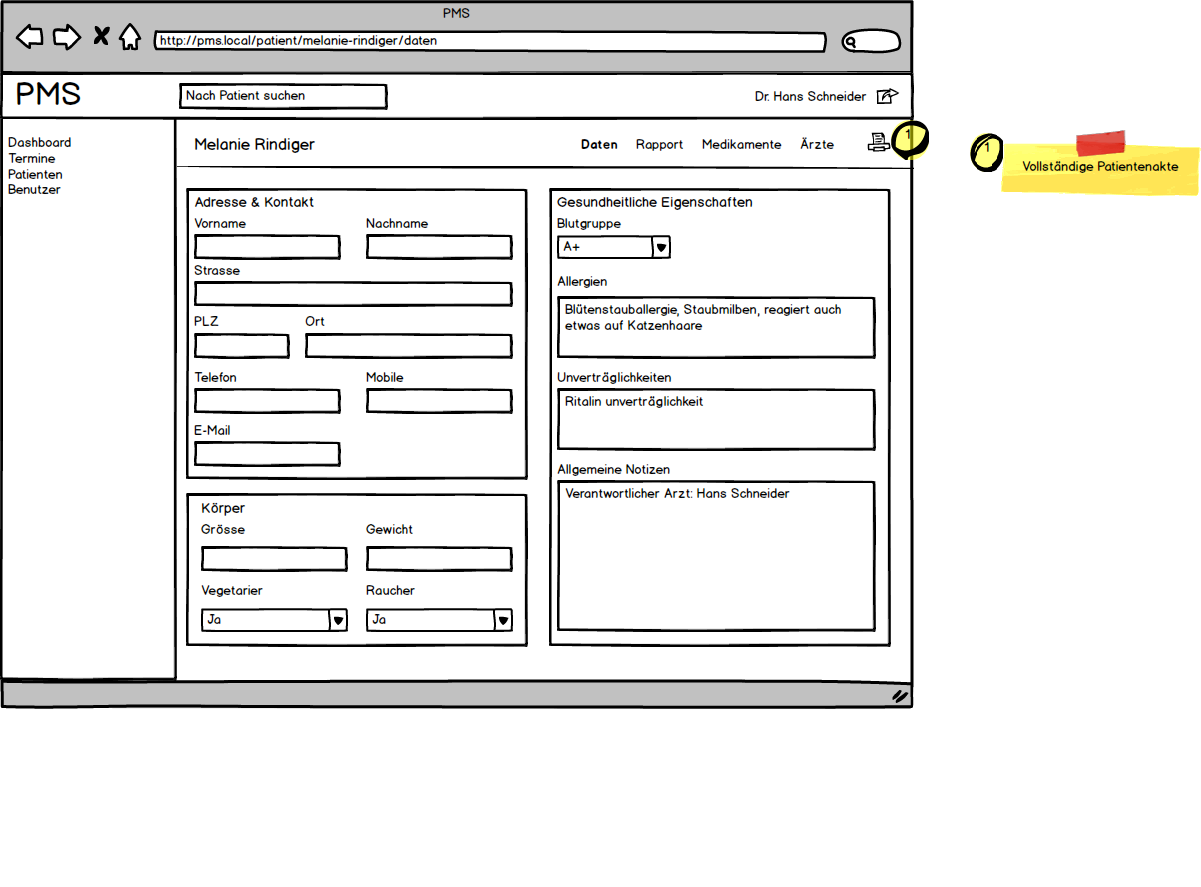 PMS
http://pms.local/patient/melanie-rindiger/daten
PMS
Nach Patient suchen
Dr. Hans Schneider
Dashboard
Termine
Patienten
Benutzer
Melanie Rindiger
Daten Rapport Medikamente Ärzte
1
1
Vollständige Patientenakte
Adresse & Kontakt
Vorname Nachname
Strasse
PLZ Ort
Telefon Mobile
E-Mail
Körper
Grösse Gewicht
Vegetarier Raucher
Ja Ja
Gesundheitliche Eigenschaften
Blutgruppe
A+
Allergien
Blütenstauballergie, Staubmilben, reagiert auch
etwas auf Katzenhaare
Unverträglichkeiten
Ritalin unverträglichkeit
Allgemeine Notizen
Verantwortlicher Arzt: Hans Schneider